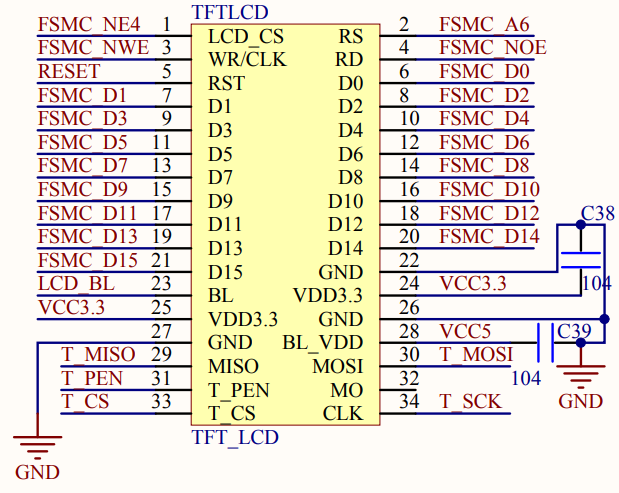 TFTLCD
FSMC_NE4 1 LCD_CS RS 2 FSMC_A6
FSMC_NWE 3 WR/CLK RD 4 FSMC_NOE
RESET 5 RST D0 6 FSMC_D0
FSMC_D1 7 D1 D2 8 FSMC_D2
FSMC_D3 9 D3 D4 10 FSMC_D4
FSMC_D5 11 D5 D6 12 FSMC_D6
FSMC_D7 13 D7 D8 14 FSMC_D8
FSMC_D9 15 D9 D10 16 FSMC_D10
FSMC_D11 17 D11 D12 18 FSMC_D12 C38
FSMC_D13 19 D13 D14 20 FSMC_D14
FSMC_D15 21 D15 GND 22
LCD_BL 23 BL VDD3.3 24 VCC3.3 104
VCC3.3 25 VDD3.3 GND 26
27 GND BL_VDD 28 VCC5 C39
T_MISO 29 MISO MOSI 30 T_MOSI
T_PEN 31 T_PEN MO 32 104
T_CS 33 T_CS CLK 34 T_SCK GND
TFT_LCD
GND